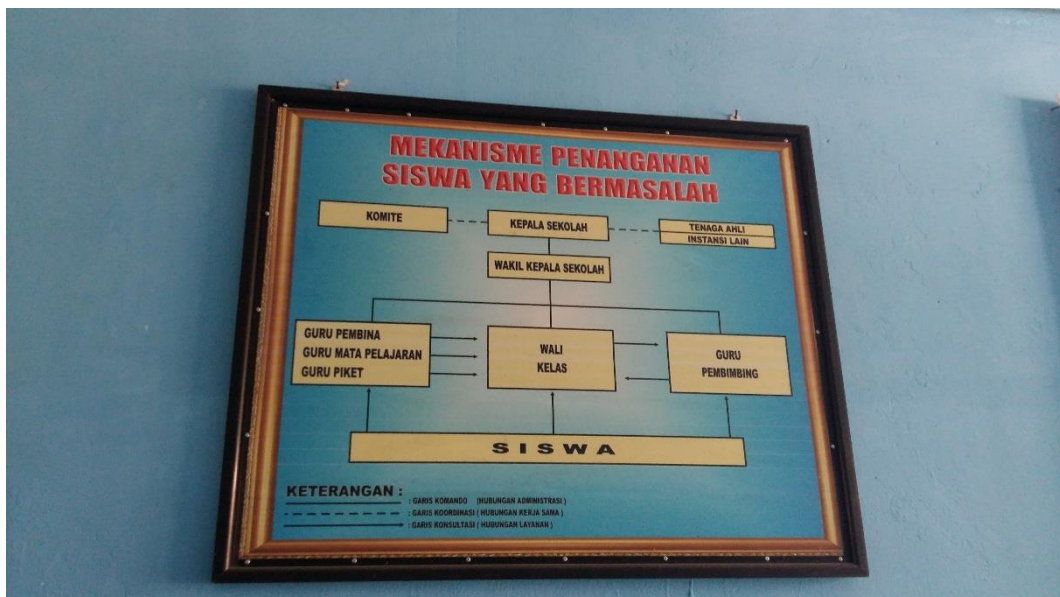 MEKANISME PENANGANAN
SISWA YANG BERMASALAH
KOMITE
KEPALA SEKOLAH
TENAGA AHLI
INSTANSI LAIN
WAKIL KEPALA SEKOLAH
GURU PEMBINA
GURU MATA PELAJARAN
GURU PIKET
WALI
KELAS
GURU
PEMBIMBING
SISWA
KETERANGAN :
: GARIS KOMANDO (HUBUNGAN ADMINISTRASI )
: GARIS KOORDINASI ( HUBUNGAN KERJA SAMA )
: GARIS KONSULTASI ( HUBUNGAN LAYANAN )